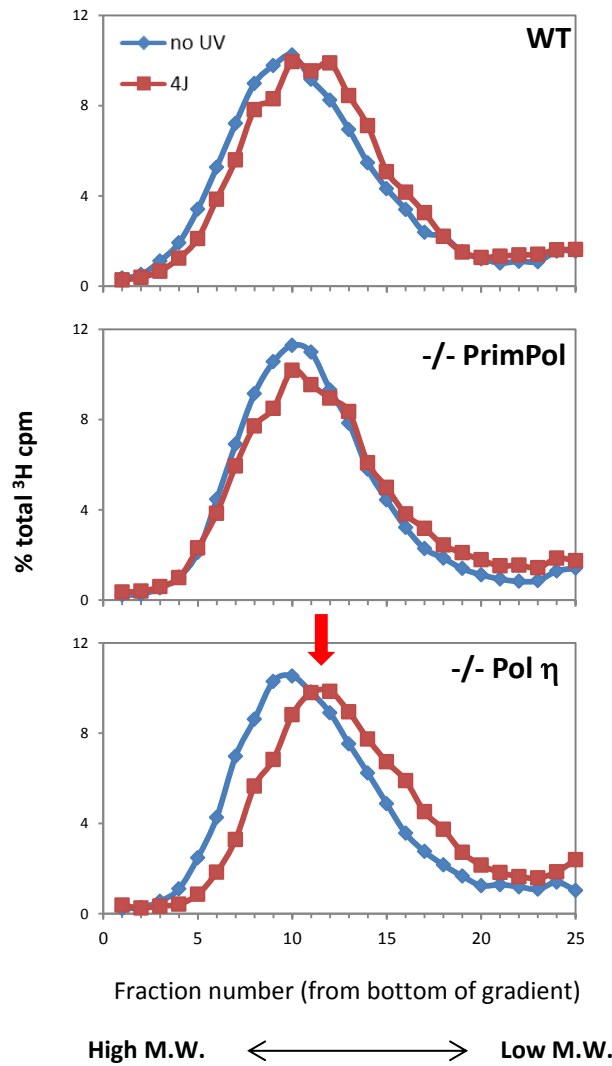 12
no UV
WT
4J
8
4
0
12
-/- PrimPol
8
4
0
% total ³H cpm
12
-/- Pol η
8
4
0
0 5 10 15 20 25
Fraction number (from bottom of gradient)
High M.W. Low M.W.